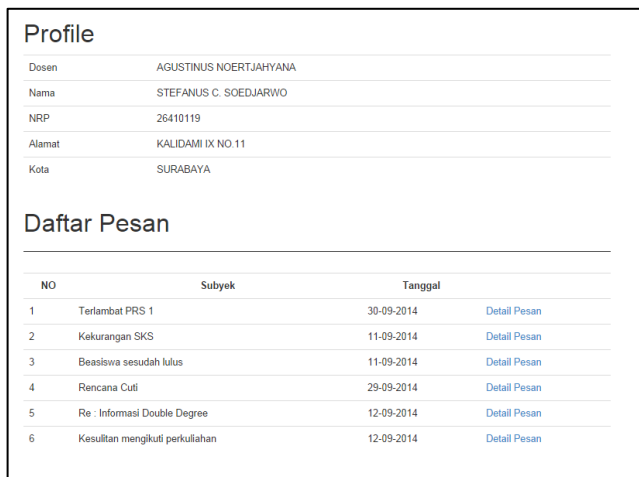 Profile
Dosen AGUSTINUS NOERTJAHYANA
Nama STEFANUS C. SOEDJARWO
NRP 26410119
Alamat KALIDAMI IX NO.11
Kota SURABAYA
Daftar Pesan
NO Subyek Tanggal
1 Terlambat PRS 1 30-09-2014 Detail Pesan
2 Kekurangan SKS 11-09-2014 Detail Pesan
3 Beasiswa sesudah lulus 11-09-2014 Detail Pesan
4 Rencana Cuti 29-09-2014 Detail Pesan
5 Re : Informasi Double Degree 12-09-2014 Detail Pesan
6 Kesulitan mengikuti perkuliahan 12-09-2014 Detail Pesan